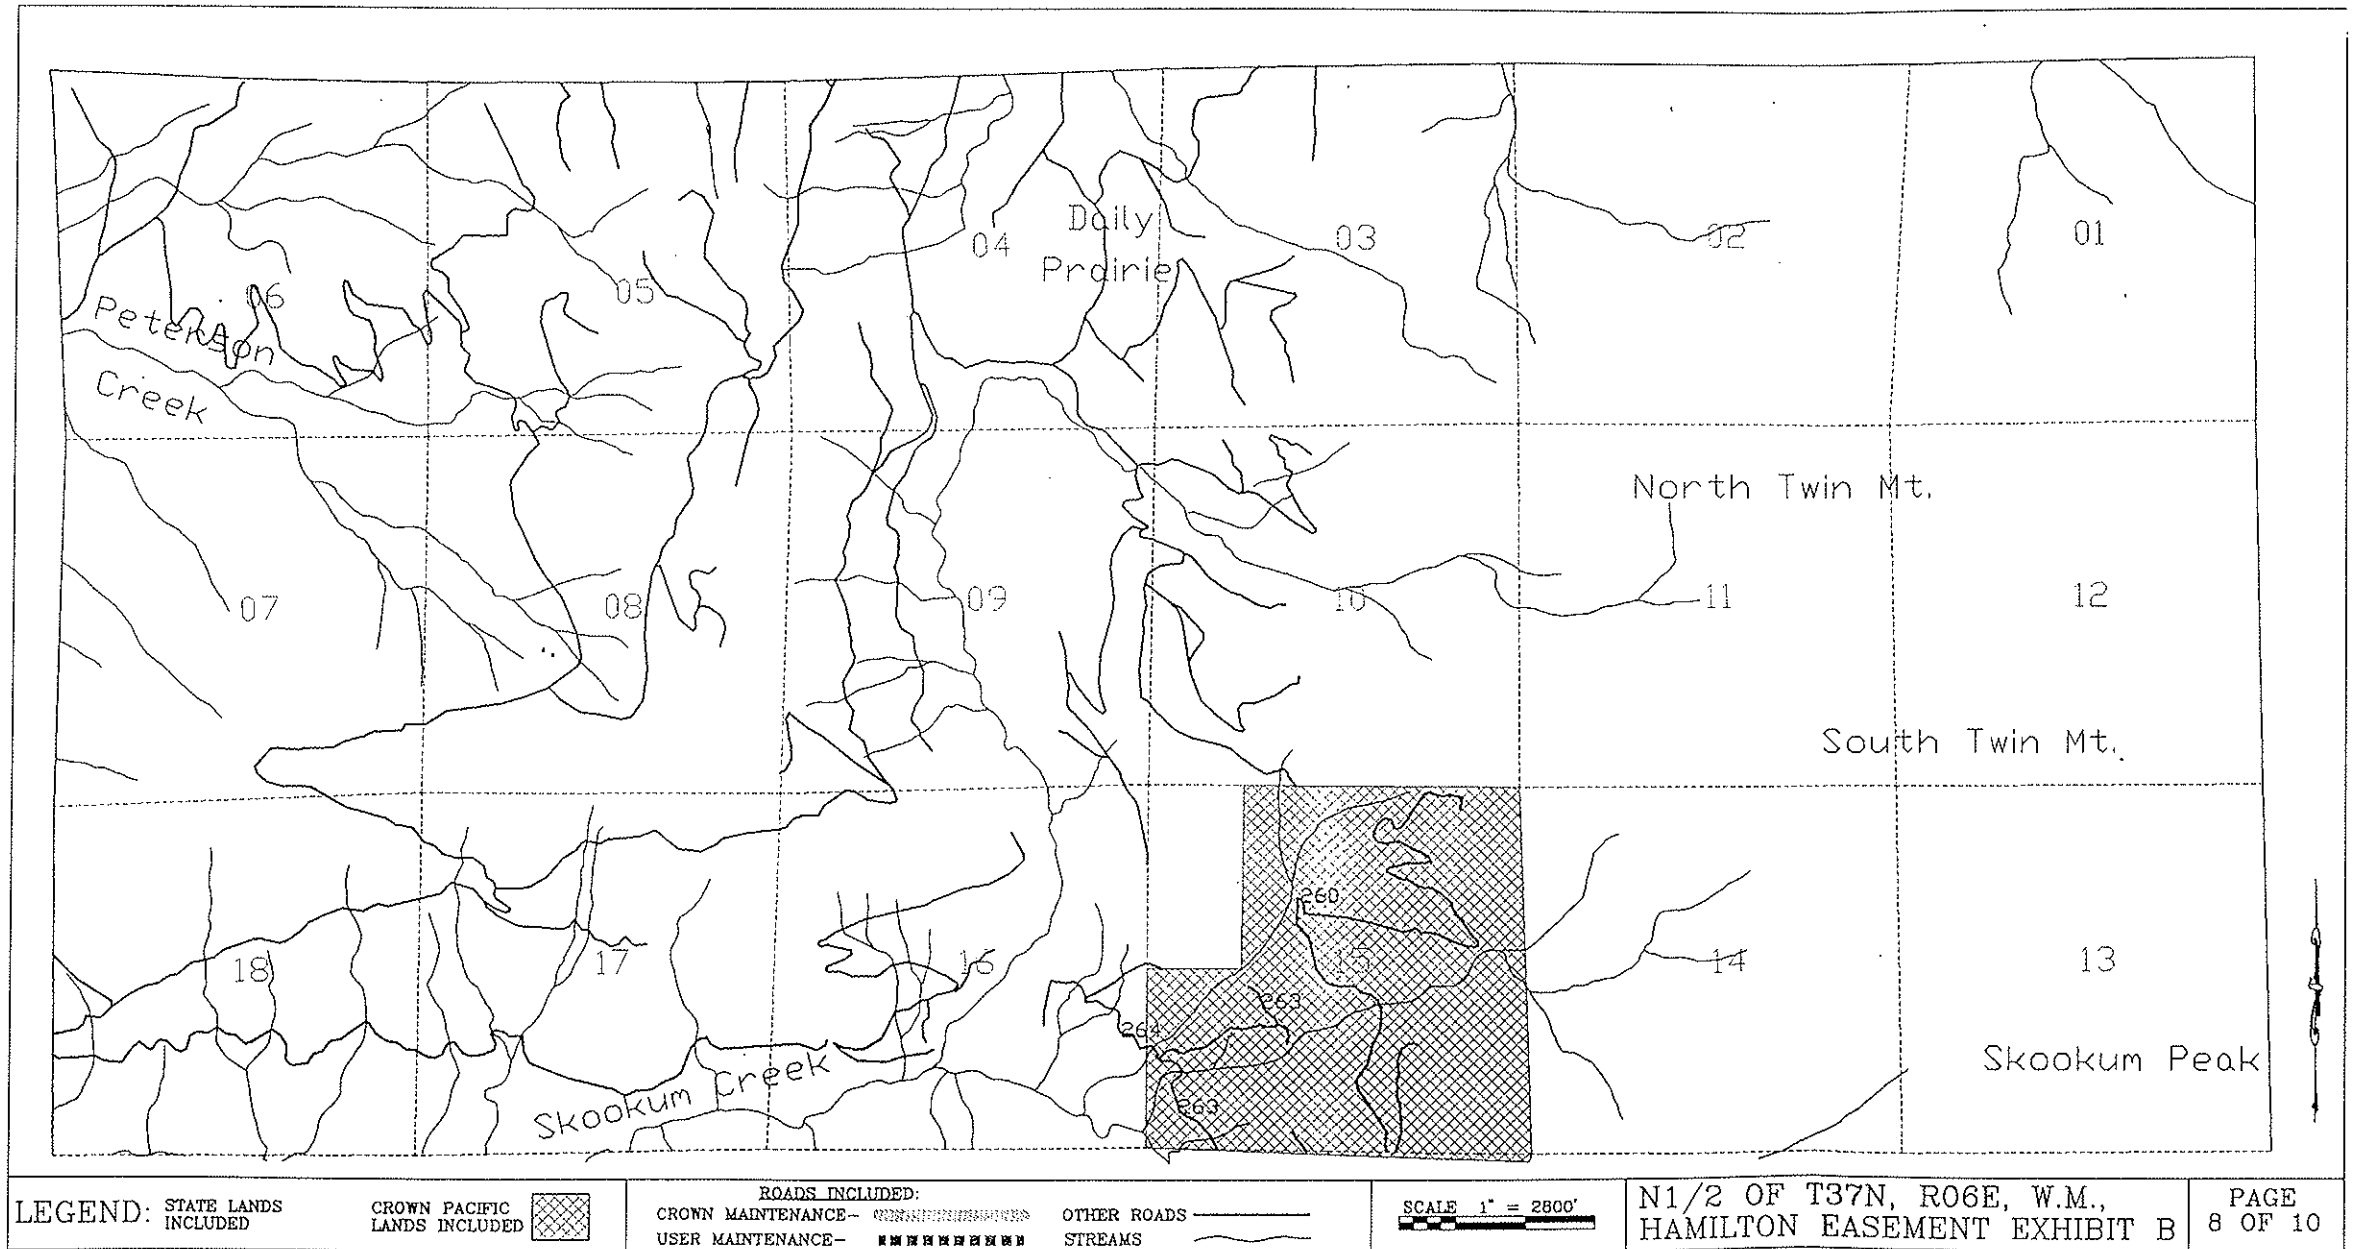 Daily
Prairie
04
03
02
01
06
05
Peterson
Creek
North Twin Mt.
07
08
09
10
11
12
South Twin Mt.
260
18
17
16
15
14
13
263
264
Skookum Creek
263
Skookum Peak
LEGEND:
STATE LANDS
INCLUDED
CROWN PACIFIC
LANDS INCLUDED
ROADS INCLUDED:
CROWN MAINTENANCE-
USER MAINTENANCE-
OTHER ROADS
STREAMS
SCALE 1" = 2800'
N1/2 OF T37N, R06E, W.M.,
HAMILTON EASEMENT EXHIBIT B
PAGE
8 OF 10